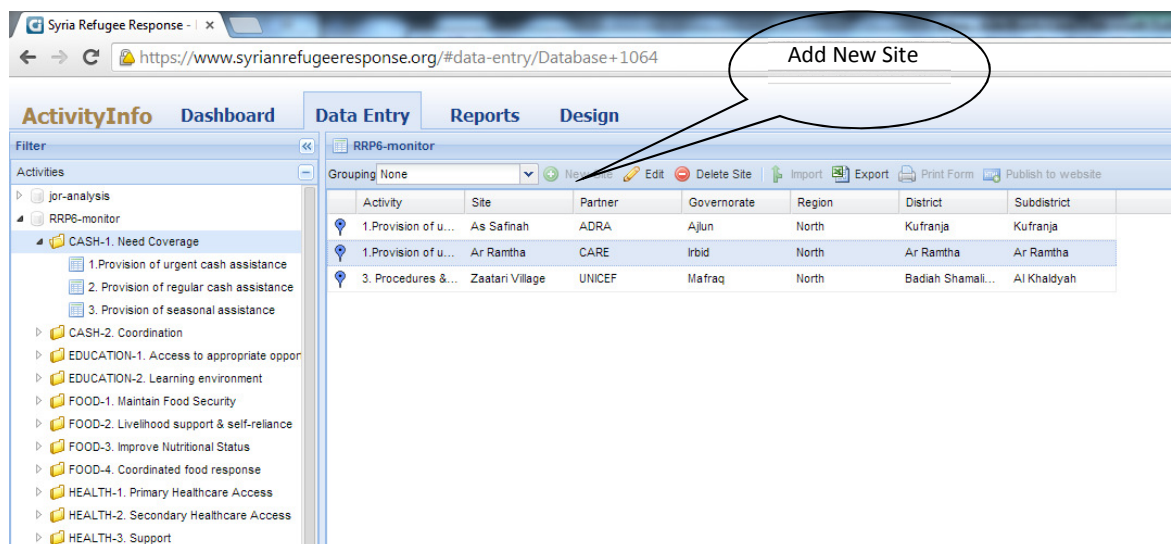 Syria Refugee Response - 
https://www.syrianrefugeeresponse.org/#data-entry/Database+1064
Add New Site
ActivityInfo Dashboard Data Entry Reports Design
Filter
RRP6-monitor
Activities
Grouping None New Site Edit Delete Site Import Export Print Form Publish to website
jor-analysis
RRP6-monitor
CASH-1. Need Coverage
1.Provision of urgent cash assistance
2. Provision of regular cash assistance
3. Provision of seasonal assistance
CASH-2. Coordination
EDUCATION-1. Access to appropriate oppor
EDUCATION-2. Learning environment
FOOD-1. Maintain Food Security
FOOD-2. Livelihood support & self-reliance
FOOD-3. Improve Nutritional Status
FOOD-4. Coordinated food response
HEALTH-1. Primary Healthcare Access
HEALTH-2. Secondary Healthcare Access
HEALTH-3. Support
Activity Site Partner Governorate Region District Subdistrict
1.Provision of u... As Safinah ADRA Ajlun North Kufranja Kufranja
1.Provision of u... Ar Ramtha CARE Irbid North Ar Ramtha Ar Ramtha
3. Procedures &... Zaatari Village UNICEF Mafraq North Badiah Shamali... Al Khaldyah